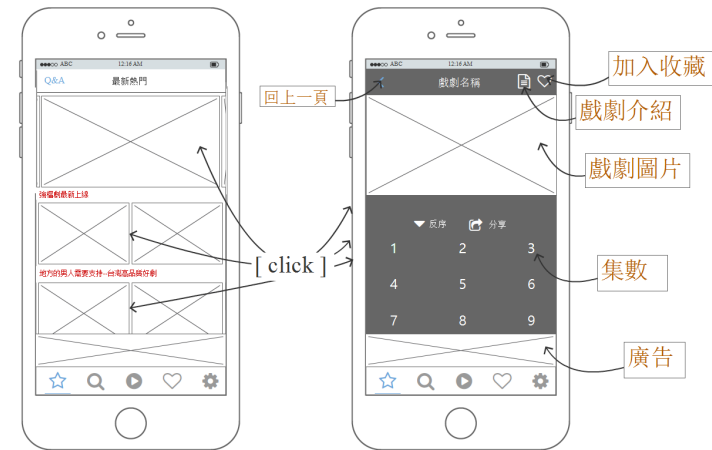 ABC 12:16 AM
Q&A 最新熱門
強檔劇最新上線
地方的男人需要支持~台灣高品質好劇
[ click ]
ABC 12:16 AM
戲劇名稱
反序 分享
1 2 3
4 5 6
7 8 9
回上一頁
加入收藏
戲劇介紹
戲劇圖片
集數
廣告